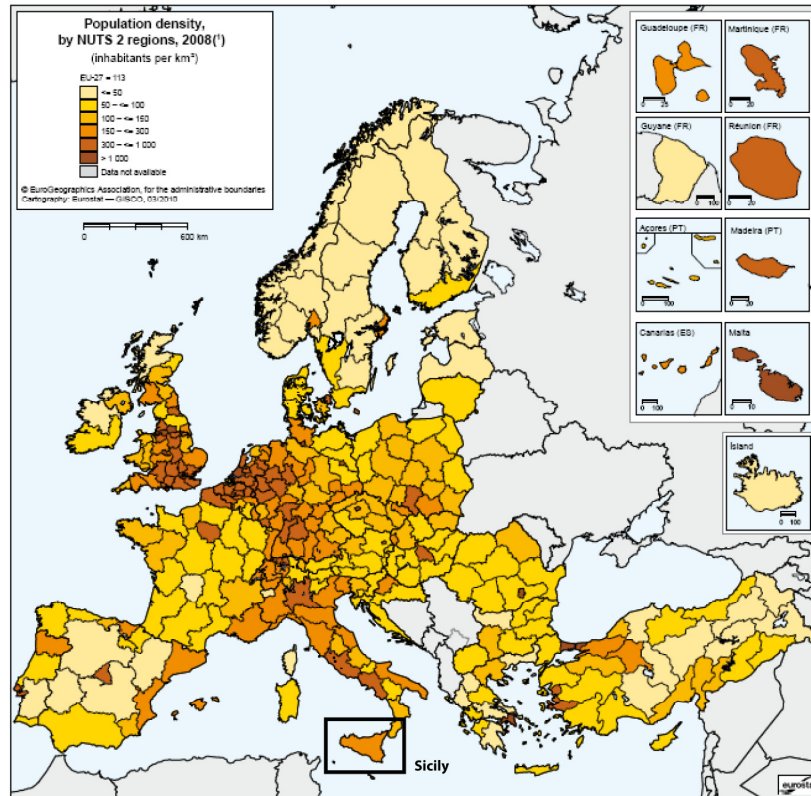 Population density,
by NUTS 2 regions, 2008(¹)
(inhabitants per km²)
EU-27 = 113
<= 50
50 – <= 100
100 – <= 150
150 – <= 300
300 – <= 1 000
> 1 000
Data not available
© EuroGeographics Association, for the administrative boundaries
Cartography: Eurostat — GISCO, 03/2010
0 600 km
Guadeloupe (FR)
0 25
Martinique (FR)
0 20
Guyane (FR)
0 100
Réunion (FR)
0 20
Açores (PT)
0 100
Madeira (PT)
0 20
Canarias (ES)
0 100
Malta
0 10
Ísland
0 100
Sicily
eurostat